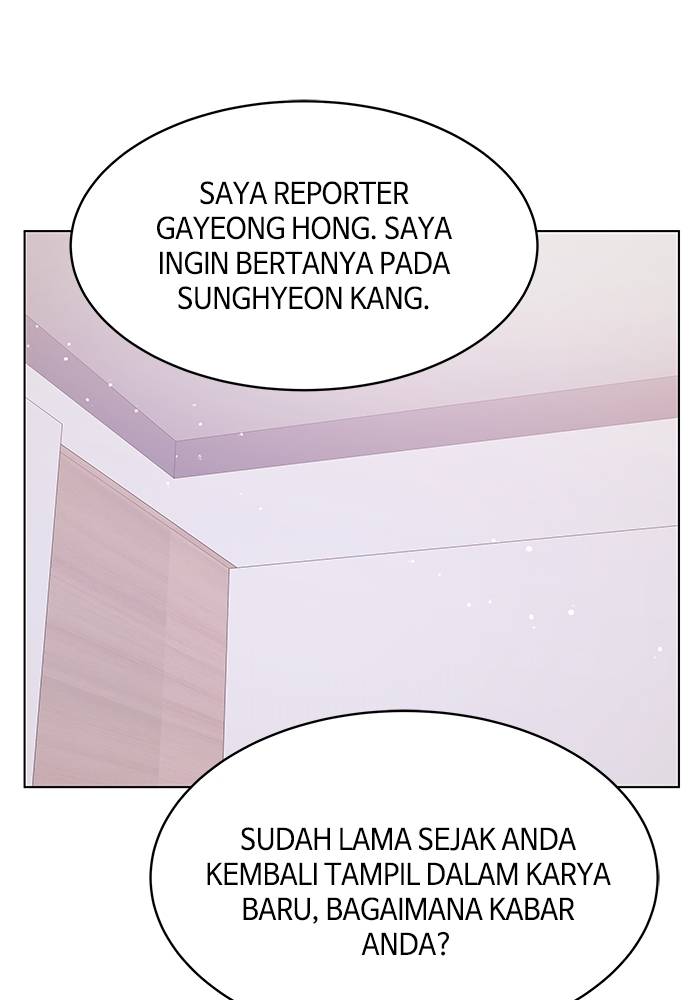 SAYA REPORTER
GAYEONG HONG. SAYA
INGIN BERTANYA PADA
SUNGHYEON KANG.
SUDAH LAMA SEJAK ANDA
KEMBALI TAMPIL DALAM KARYA
BARU, BAGAIMANA KABAR
ANDA?